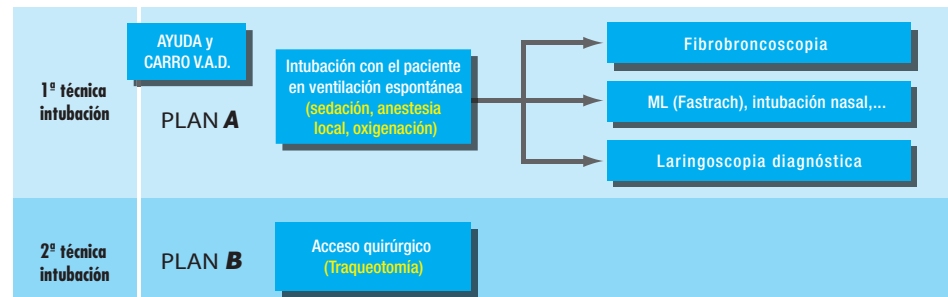 1ª técnica
intubación
AYUDA y
CARRO V.A.D.
PLAN A
Intubación con el paciente
en ventilación espontánea
(sedación, anestesia
local, oxigenación)
Fibrobroncoscopia
ML (Fastrach), intubación nasal,...
Laringoscopia diagnóstica
2ª técnica
intubación
PLAN B
Acceso quirúrgico
(Traqueotomía)